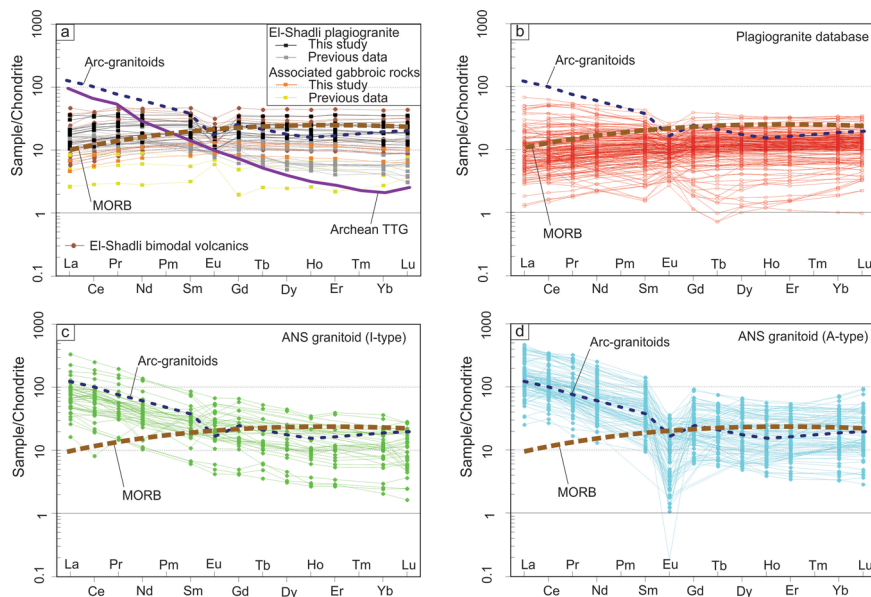 a
El-Shadli plagiogranite
This study
Previous data
Associated gabbroic rocks
This study
Previous data
Arc-granitoids
MORB
Archean TTG
El-Shadli bimodal volcanics
Sample/Chondrite
1000
100
10
1
0.1
La Pr Pm Eu Tb Ho Tm Lu
Ce Nd Sm Gd Dy Er Yb
b
Plagiogranite database
Arc-granitoids
MORB
Sample/Chondrite
1000
100
10
1
0.1
La Pr Pm Eu Tb Ho Tm Lu
Ce Nd Sm Gd Dy Er Yb
c
ANS granitoid (I-type)
Arc-granitoids
MORB
Sample/Chondrite
1000
100
10
1
0.1
La Pr Pm Eu Tb Ho Tm Lu
Ce Nd Sm Gd Dy Er Yb
d
ANS granitoid (A-type)
Arc-granitoids
MORB
Sample/Chondrite
1000
100
10
1
0.1
La Pr Pm Eu Tb Ho Tm Lu
Ce Nd Sm Gd Dy Er Yb